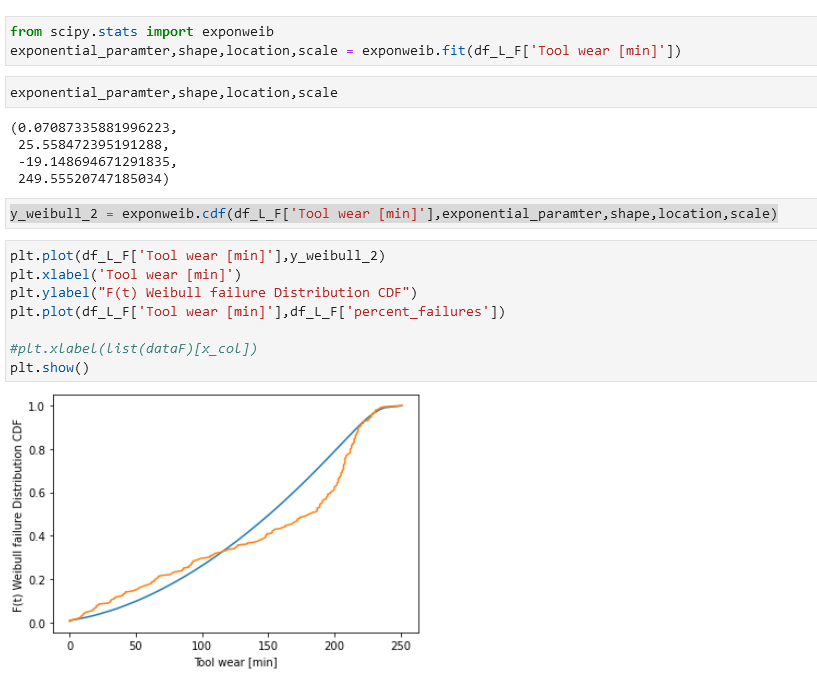 from scipy.stats import exponweib
exponential_paramter,shape,location,scale = exponweib.fit(df_L_F['Tool wear [min]'])
exponential_paramter,shape,location,scale
(0.07087335881996223,
25.558472395191288,
-19.148694671291835,
249.55520747185034)
y_weibull_2 = exponweib.cdf(df_L_F['Tool wear [min]'],exponential_paramter,shape,location,scale)
plt.plot(df_L_F['Tool wear [min]'],y_weibull_2)
plt.xlabel('Tool wear [min]')
plt.ylabel("F(t) Weibull failure Distribution CDF")
plt.plot(df_L_F['Tool wear [min]'],df_L_F['percent_failures'])
#plt.xlabel(list(dataF)[x_col])
plt.show()
F(t) Weibull failure Distribution CDF
1.0
0.8
0.6
0.4
0.2
0.0
0 50 100 150 200 250
Tool wear [min]